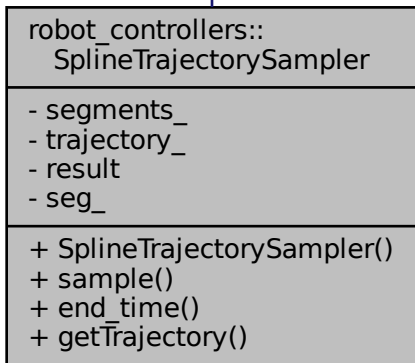 robot_controllers::
SplineTrajectorySampler
- segments_
- trajectory_
- result
- seg_
+ SplineTrajectorySampler()
+ sample()
+ end_time()
+ getTrajectory()